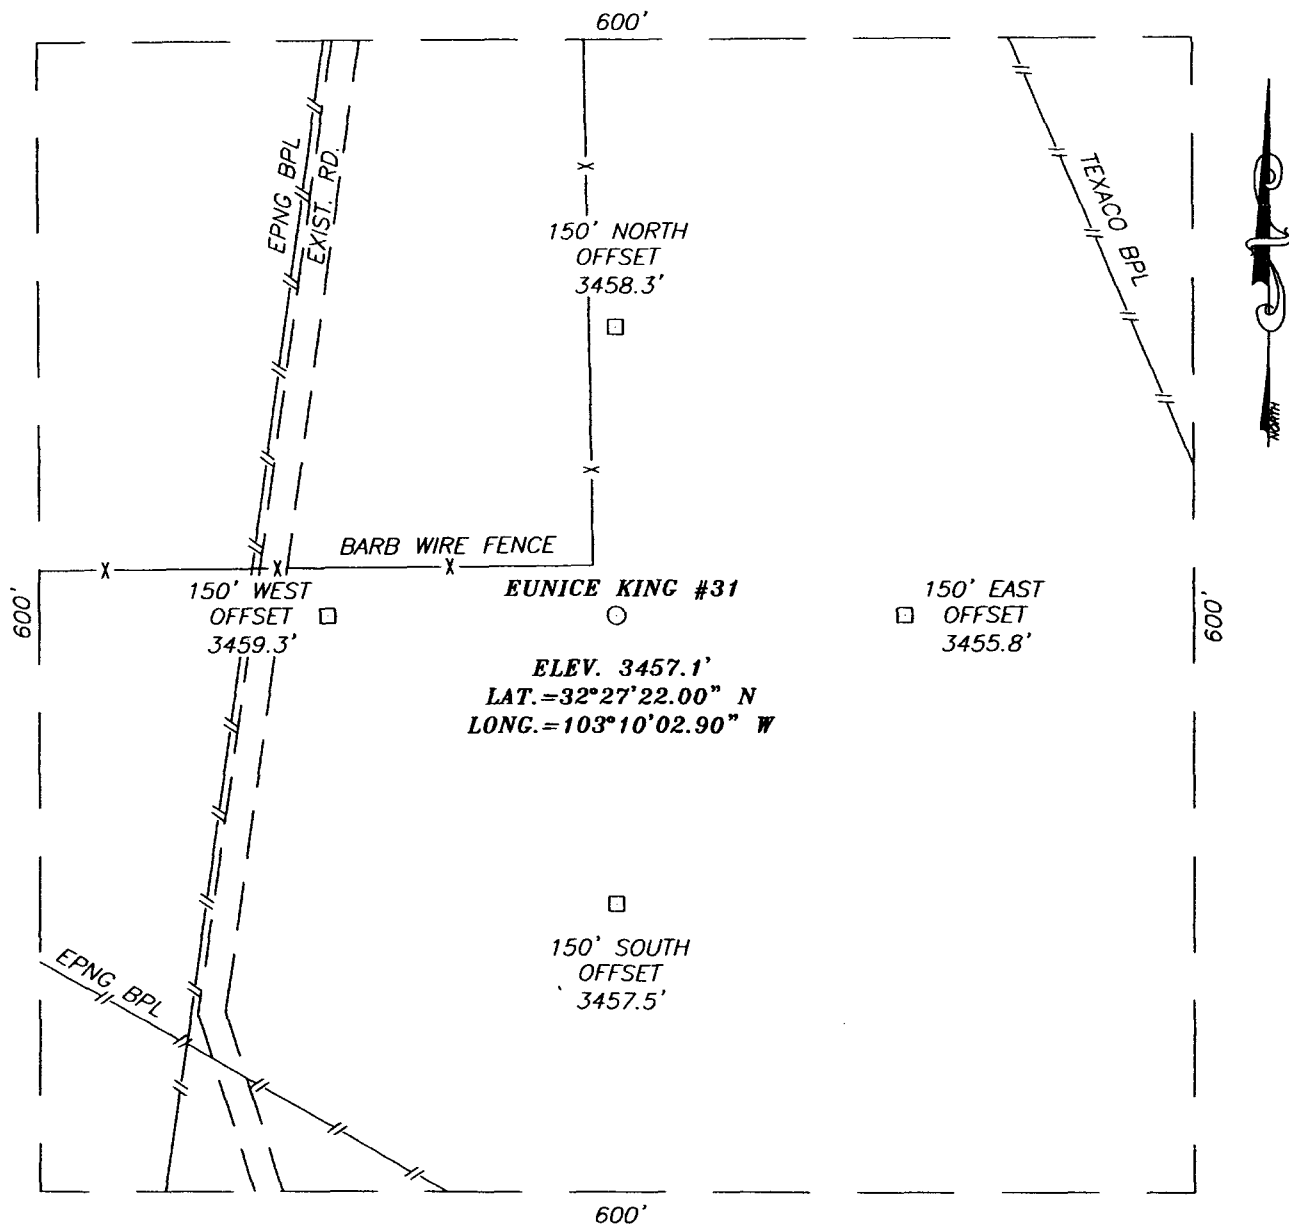 600'
EPNG BPL
EXIST. RD.
TEXACO BPL
150' NORTH
OFFSET
3458.3'
NORTH
BARB WIRE FENCE
600'
150' WEST
OFFSET
3459.3'
EUNICE KING #31
150' EAST
OFFSET
3455.8'
600'
ELEV. 3457.1'
LAT.=32°27'22.00" N
LONG.=103°10'02.90" W
150' SOUTH
OFFSET
3457.5'
EPNG BPL
600'